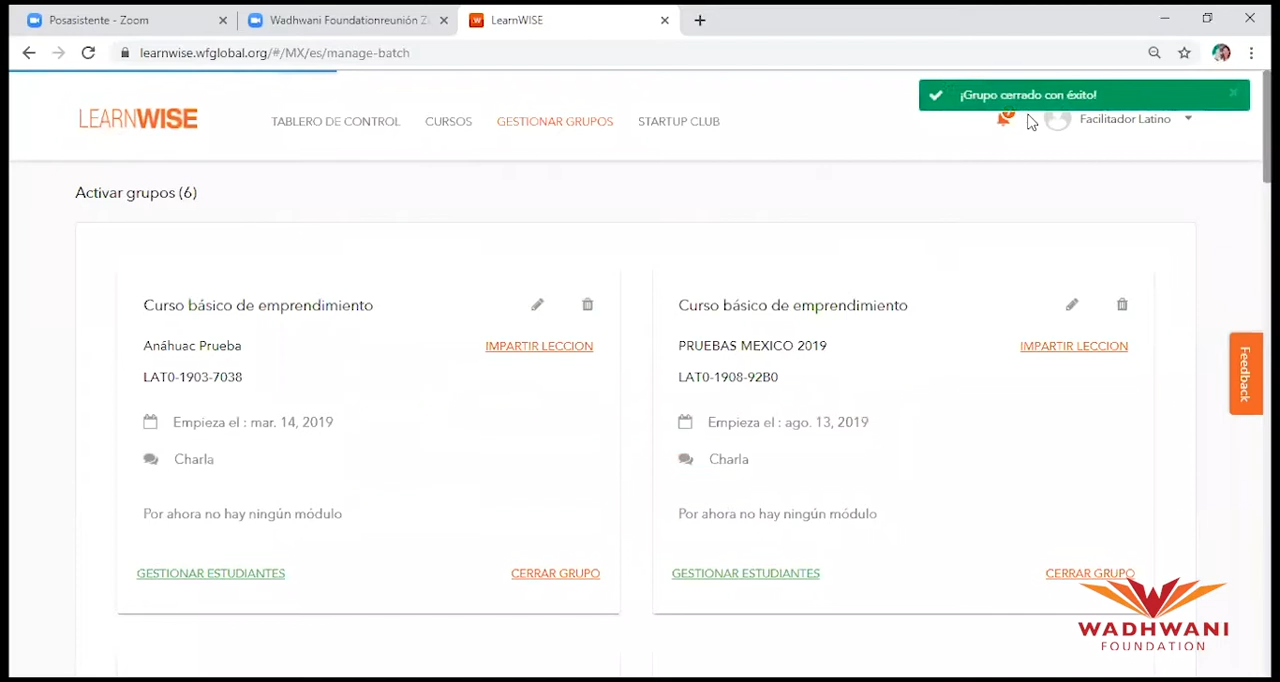 Posasistente - Zoom
Wadhwani Foundationreunión Z
LearnWISE
learnwise.wfglobal.org/#/MX/es/manage-batch
¡Grupo cerrado con éxito!
LEARNWISE
TABLERO DE CONTROL
CURSOS
GESTIONAR GRUPOS
STARTUP CLUB
Facilitador Latino
Activar grupos (6)
Curso básico de emprendimiento
Anáhuac Prueba
IMPARTIR LECCION
LAT0-1903-7038
Empieza el : mar. 14, 2019
Charla
Por ahora no hay ningún módulo
GESTIONAR ESTUDIANTES
CERRAR GRUPO
Curso básico de emprendimiento
PRUEBAS MEXICO 2019
IMPARTIR LECCION
LAT0-1908-92B0
Empieza el : ago. 13, 2019
Charla
Por ahora no hay ningún módulo
GESTIONAR ESTUDIANTES
CERRAR GRUPO
Feedback
WADHWANI
FOUNDATION